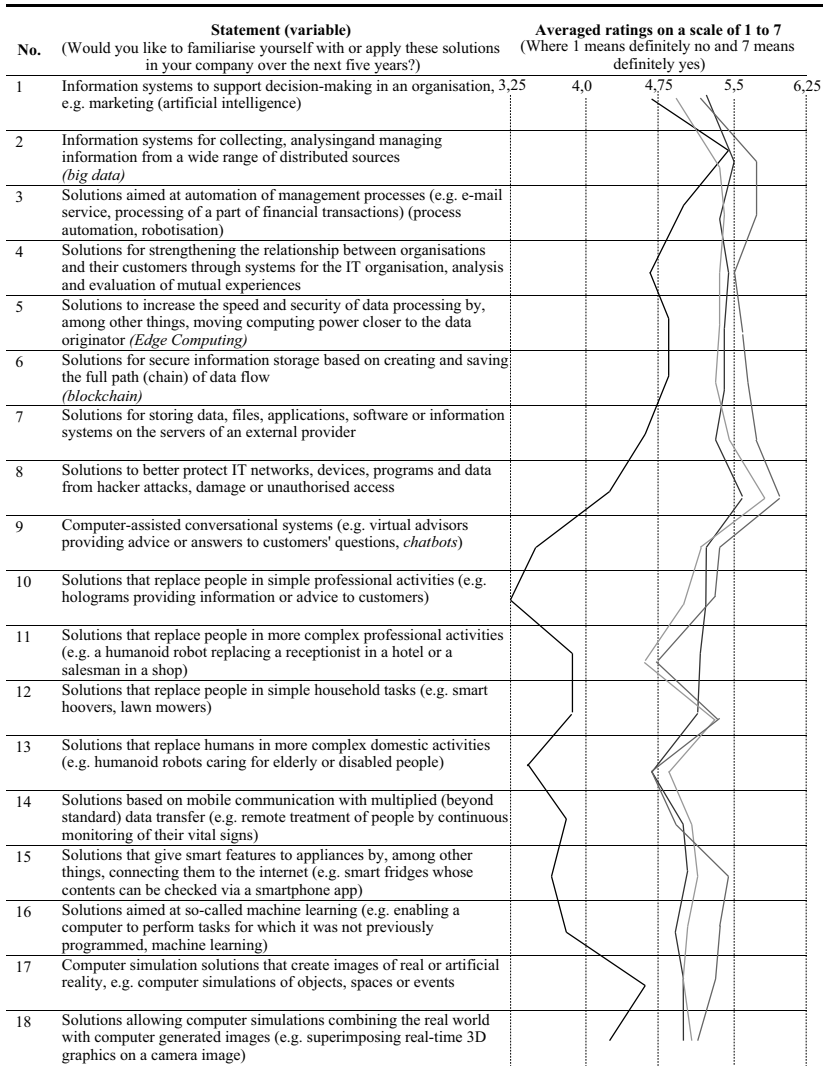 Statement (variable)
Averaged ratings on a scale of 1 to 7
No.
(Would you like to familiarise yourself with or apply these solutions
in your company over the next five years?)
(Where 1 means definitely no and 7 means
definitely yes)
3,25 4,0 4,75 5,5 6,25
1 Information systems to support decision-making in an organisation,
e.g. marketing (artificial intelligence)
2 Information systems for collecting, analysingand managing
information from a wide range of distributed sources
(big data)
3 Solutions aimed at automation of management processes (e.g. e-mail
service, processing of a part of financial transactions) (process
automation, robotisation)
4 Solutions for strengthening the relationship between organisations
and their customers through systems for the IT organisation, analysis
and evaluation of mutual experiences
5 Solutions to increase the speed and security of data processing by,
among other things, moving computing power closer to the data
originator (Edge Computing)
6 Solutions for secure information storage based on creating and saving
the full path (chain) of data flow
(blockchain)
7 Solutions for storing data, files, applications, software or information
systems on the servers of an external provider
8 Solutions to better protect IT networks, devices, programs and data
from hacker attacks, damage or unauthorised access
9 Computer-assisted conversational systems (e.g. virtual advisors
providing advice or answers to customers' questions, chatbots)
10 Solutions that replace people in simple professional activities (e.g.
holograms providing information or advice to customers)
11 Solutions that replace people in more complex professional activities
(e.g. a humanoid robot replacing a receptionist in a hotel or a
salesman in a shop)
12 Solutions that replace people in simple household tasks (e.g. smart
hoovers, lawn mowers)
13 Solutions that replace humans in more complex domestic activities
(e.g. humanoid robots caring for elderly or disabled people)
14 Solutions based on mobile communication with multiplied (beyond
standard) data transfer (e.g. remote treatment of people by continuous
monitoring of their vital signs)
15 Solutions that give smart features to appliances by, among other
things, connecting them to the internet (e.g. smart fridges whose
contents can be checked via a smartphone app)
16 Solutions aimed at so-called machine learning (e.g. enabling a
computer to perform tasks for which it was not previously
programmed, machine learning)
17 Computer simulation solutions that create images of real or artificial
reality, e.g. computer simulations of objects, spaces or events
18 Solutions allowing computer simulations combining the real world
with computer generated images (e.g. superimposing real-time 3D
graphics on a camera image)